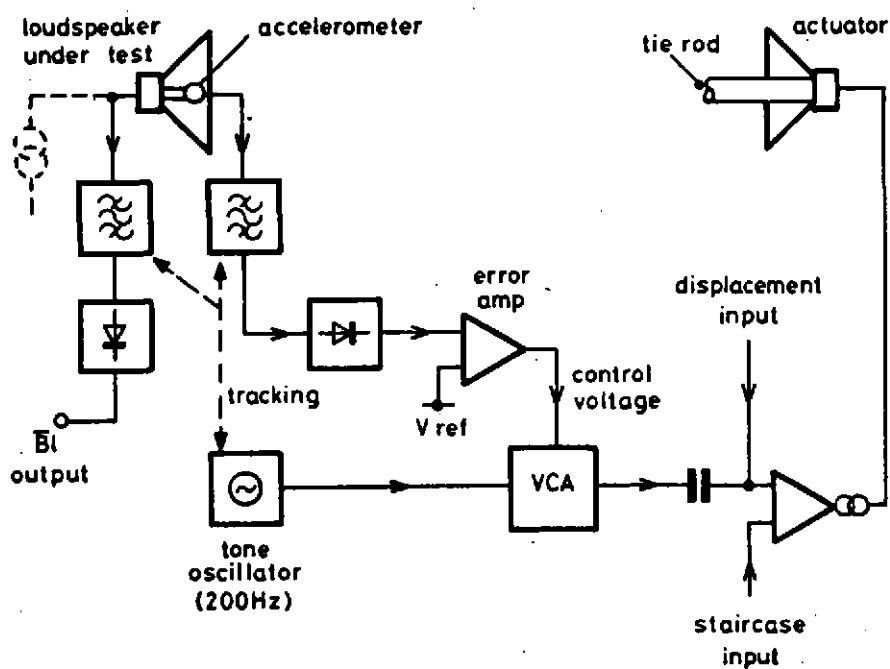 loudspeaker
under test
accelerometer
actuator
tie rod
error
amp
displacement
input
tracking
V ref
control
voltage
B̅l
output
VCA
tone
oscillator
(200Hz)
staircase
input